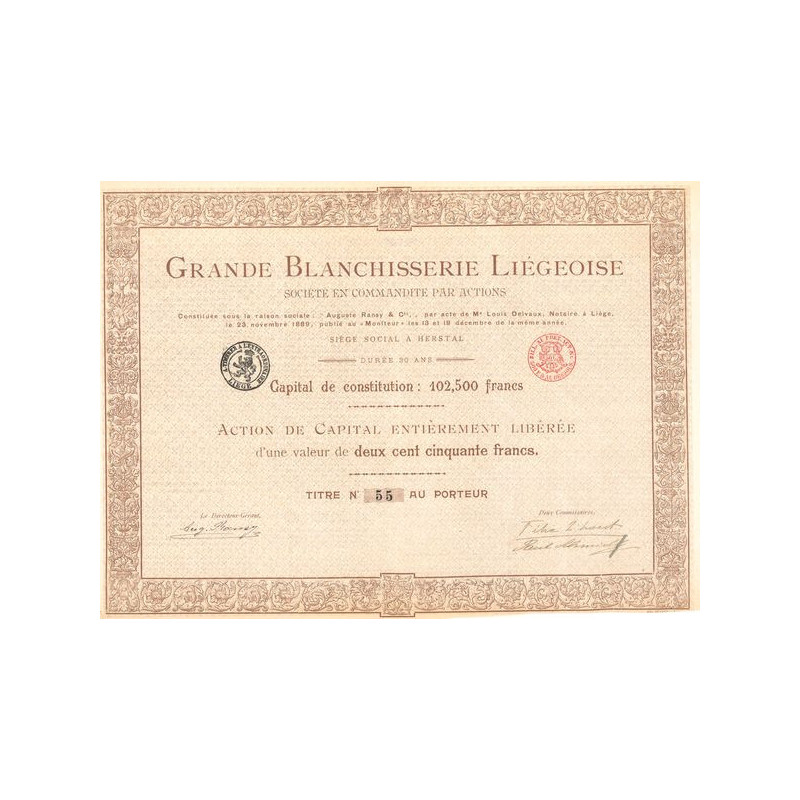 GRANDE BLANCHISSERIE LIÉGEOISE
SOCIÉTÉ EN COMMANDITE PAR ACTIONS
Constituée sous la raison sociale : Auguste Ransy & Cie, par acte de Me Louis Delvaux, Notaire à Liège,
le 23 novembre 1889, publié au «Moniteur» les 13 et 18 décembre de la même année.
SIÈGE SOCIAL A HERSTAL
DURÉE 30 ANS
Capital de constitution : 102,500 francs
ACTION DE CAPITAL ENTIÈREMENT LIBÉRÉE
d'une valeur de deux cent cinquante francs.
TITRE N° 55 AU PORTEUR
Le Directeur-Gérant,
Deux Commissaires,
Aug. Ransy
LIÈGE